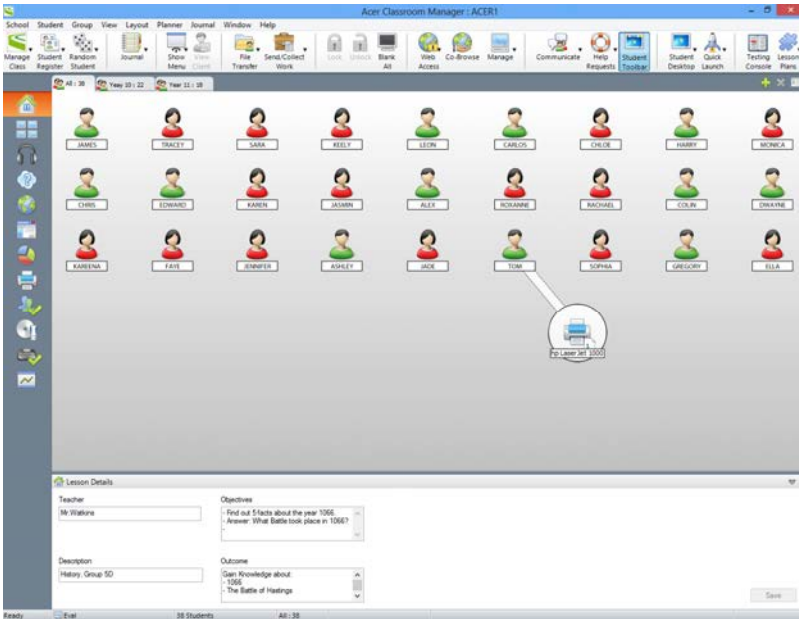 Acer Classroom Manager : ACER1
School Student Group View Layout Planner Journal Window Help
Manage Class
Student Register
Random Student
Journal
Show Menu
View Client
File Transfer
Send/Collect Work
Lock
Unlock
Blank All
Web Access
Co-Browse
Manage
Communicate
Help Requests
Student Toolbar
Student Desktop
Quick Launch
Testing Console
Lesson Plans
All : 38
Year 10 : 22
Year 11 : 18
JAMES TRACEY SARA KEELY LEON CARLOS CHLOE HARRY MONICA
CHRIS EDWARD KAREN JASMIN ALEX ROXANNE RACHAEL COLIN DWAYNE
KAREENA FAYE JENNIFER ASHLEY JADE TOM SOPHIA GREGORY ELLA
hp LaserJet 1000
Lesson Details
Teacher
Mr Watkins
Objectives
- Find out 5 facts about the year 1066.
- Answer: What Battle took place in 1066?
-
Description
History, Group 5D
Outcome
Gain Knowledge about:
- 1066
- The Battle of Hastings
Save
Ready Eval 38 Students All : 38